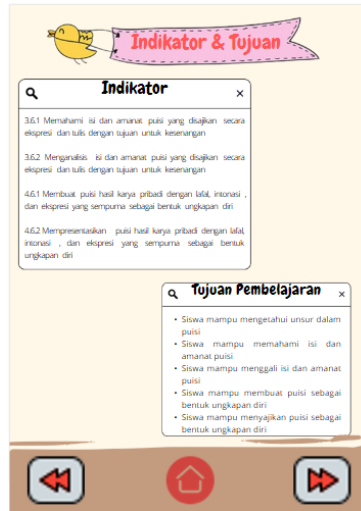 Indikator & Tujuan
Indikator
3.6.1 Memahami isi dan amanat puisi yang disajikan secara
ekspresi dan tulis dengan tujuan untuk kesenangan
3.6.2 Menganalisis isi dan amanat puisi yang disajikan secara
ekspresi dan tulis dengan tujuan untuk kesenangan
4.6.1 Membuat puisi hasil karya pribadi dengan lafal, intonasi ,
dan ekspresi yang sempurna sebagai bentuk ungkapan diri
4.6.2 Mempresentasikan puisi hasil karya pribadi dengan lafal,
intonasi , dan ekspresi yang sempurna sebagai bentuk
ungkapan diri
Tujuan Pembelajaran
• Siswa mampu mengetahui unsur dalam
puisi
• Siswa mampu memahami isi dan
amanat puisi
• Siswa mampu menggali isi dan amanat
puisi
• Siswa mampu membuat puisi sebagai
bentuk ungkapan diri
• Siswa mampu menyajikan puisi sebagai
bentuk ungkapan diri